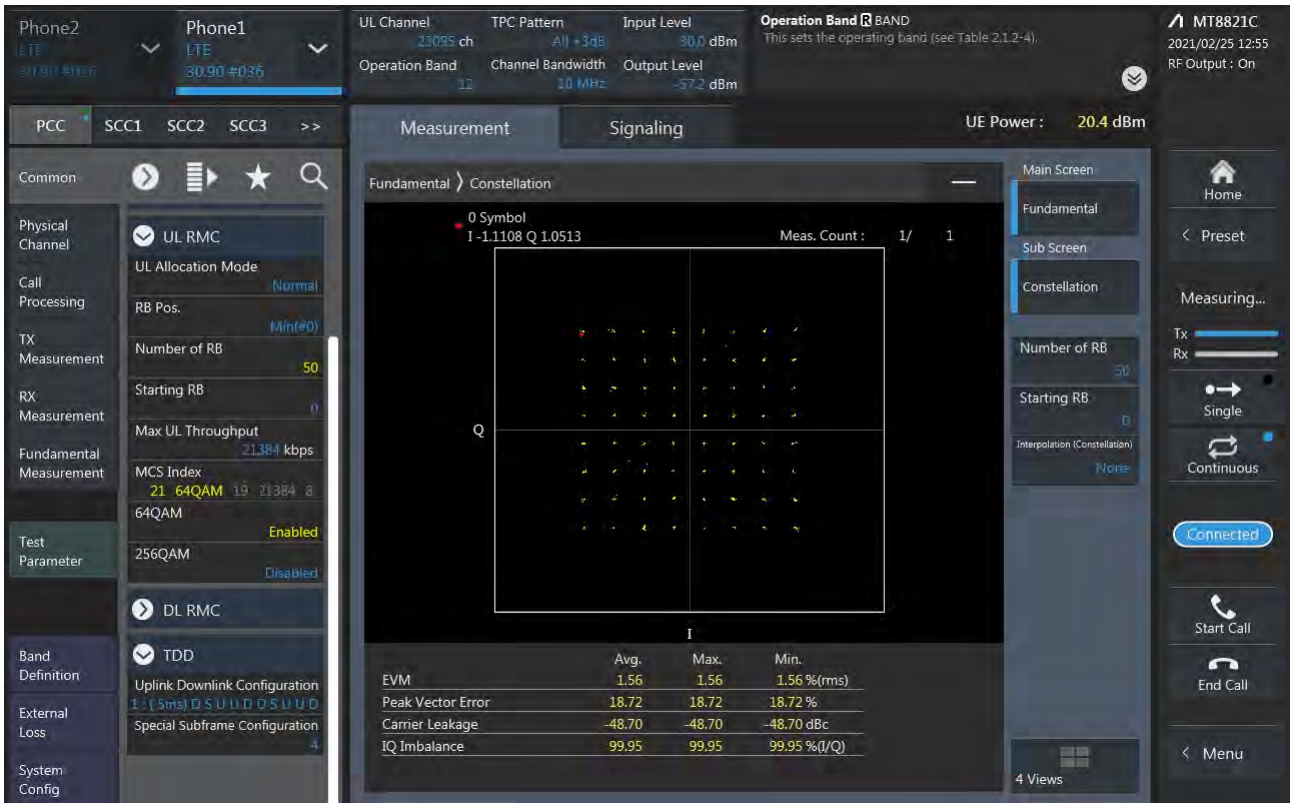 Phone2
LTE
30.90 #036
Phone1
LTE
30.90 #036
UL Channel
23095 ch
Operation Band
12
TPC Pattern
All +3dB
Channel Bandwidth
10 MHz
Input Level
30.0 dBm
Output Level
-57.2 dBm
Operation Band R BAND
This sets the operating band (see Table 2.1.2-4).
MT8821C
2021/02/25 12:55
RF Output : On
PCC SCC1 SCC2 SCC3 >>
Measurement
Signaling
UE Power : 20.4 dBm
Common
Physical
Channel
Call
Processing
TX
Measurement
RX
Measurement
Fundamental
Measurement
Test
Parameter
Band
Definition
External
Loss
System
Config
UL RMC
UL Allocation Mode
Normal
RB Pos.
Min(#0)
Number of RB
50
Starting RB
0
Max UL Throughput
21384 kbps
MCS Index
21 64QAM 19 21384 8
64QAM
Enabled
256QAM
Disabled
DL RMC
TDD
Uplink Downlink Configuration
1 : ( 5ms) D S U U D D S U U D
Special Subframe Configuration
4
Fundamental ⟩ Constellation
0 Symbol
I -1.1108 Q 1.0513
Meas. Count : 1/ 1
Q
I
Avg. Max. Min.
EVM 1.56 1.56 1.56 %(rms)
Peak Vector Error 18.72 18.72 18.72 %
Carrier Leakage -48.70 -48.70 -48.70 dBc
IQ Imbalance 99.95 99.95 99.95 %(I/Q)
Main Screen
Fundamental
Sub Screen
Constellation
Number of RB
50
Starting RB
0
Interpolation (Constellation)
None
4 Views
Home
< Preset
Measuring...
Tx
Rx
Single
Continuous
Connected
Start Call
End Call
< Menu